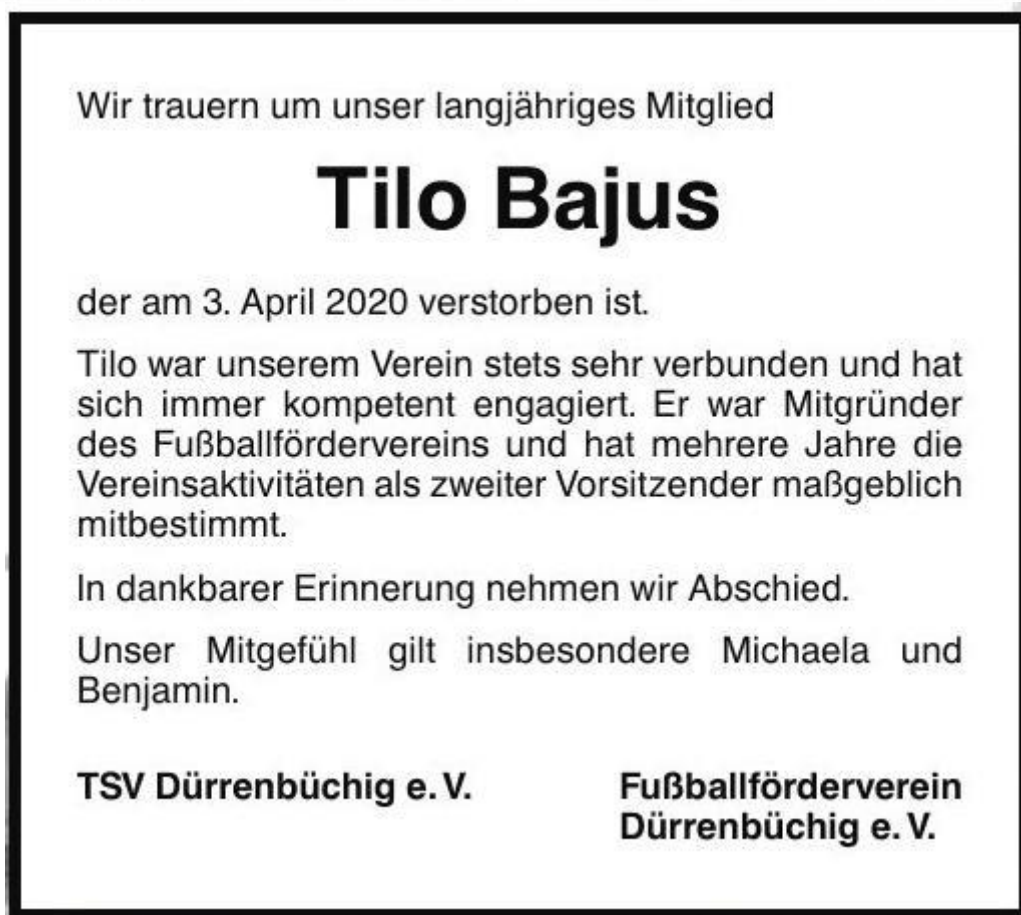 Wir trauern um unser langjähriges Mitglied
Tilo Bajus
der am 3. April 2020 verstorben ist.
Tilo war unserem Verein stets sehr verbunden und hat
sich immer kompetent engagiert. Er war Mitgründer
des Fußballfördervereins und hat mehrere Jahre die
Vereinsaktivitäten als zweiter Vorsitzender maßgeblich
mitbestimmt.
In dankbarer Erinnerung nehmen wir Abschied.
Unser Mitgefühl gilt insbesondere Michaela und
Benjamin.
TSV Dürrenbüchig e. V.
Fußballförderverein
Dürrenbüchig e. V.